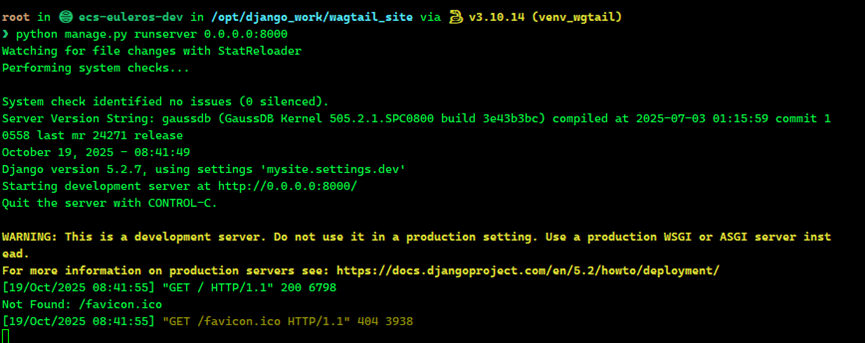 root in ecs-euleros-dev in /opt/django_work/wagtail_site via v3.10.14 (venv_wgtail)
❯ python manage.py runserver 0.0.0.0:8000
Watching for file changes with StatReloader
Performing system checks...

System check identified no issues (0 silenced).
Server Version String: gaussdb (GaussDB Kernel 505.2.1.SPC0800 build 3e43b3bc) compiled at 2025-07-03 01:15:59 commit 1
0558 last mr 24271 release
October 19, 2025 - 08:41:49
Django version 5.2.7, using settings 'mysite.settings.dev'
Starting development server at http://0.0.0.0:8000/
Quit the server with CONTROL-C.

WARNING: This is a development server. Do not use it in a production setting. Use a production WSGI or ASGI server inst
ead.
For more information on production servers see: https://docs.djangoproject.com/en/5.2/howto/deployment/
[19/Oct/2025 08:41:55] "GET / HTTP/1.1" 200 6798
Not Found: /favicon.ico
[19/Oct/2025 08:41:55] "GET /favicon.ico HTTP/1.1" 404 3938